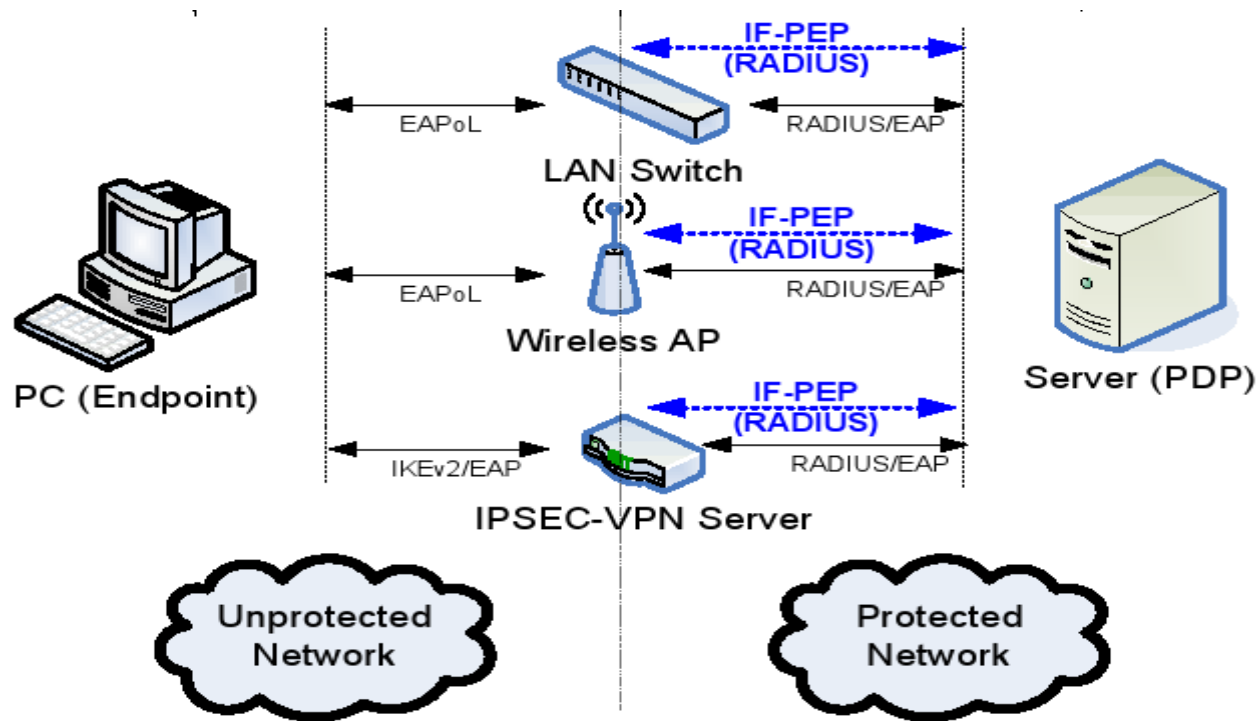 IF-PEP
(RADIUS)
EAPoL
RADIUS/EAP
LAN Switch
IF-PEP
(RADIUS)
EAPoL
RADIUS/EAP
Wireless AP
PC (Endpoint)
Server (PDP)
IF-PEP
(RADIUS)
IKEv2/EAP
RADIUS/EAP
IPSEC-VPN Server
Unprotected
Network
Protected
Network